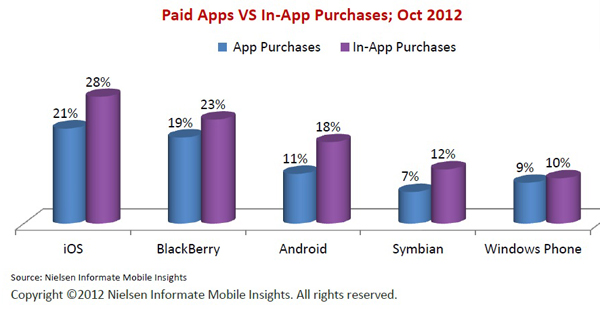 Paid Apps VS In-App Purchases; Oct 2012
App Purchases In-App Purchases
21% 28% 19% 23% 11% 18% 7% 12% 9% 10%
iOS BlackBerry Android Symbian Windows Phone
Source: Nielsen Informate Mobile Insights
Copyright ©2012 Nielsen Informate Mobile Insights. All rights reserved.